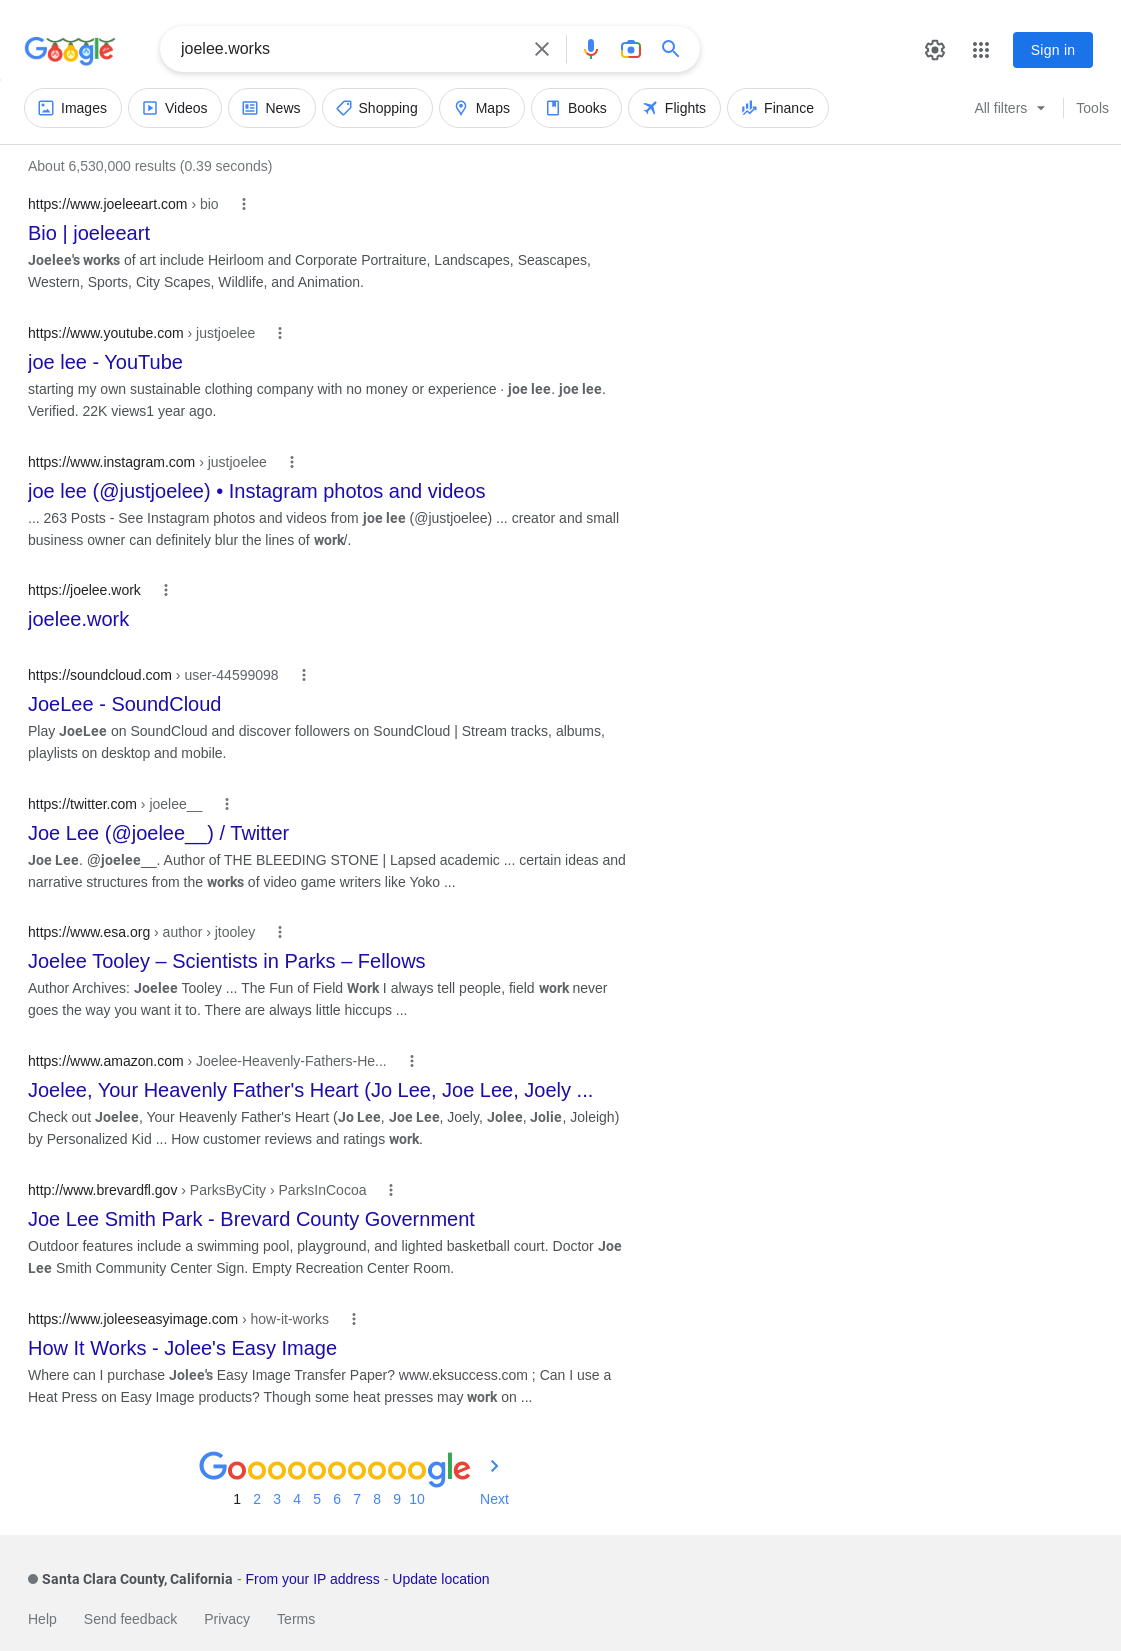 Google
joelee.works
Sign in
Images
Videos
News
Shopping
Maps
Books
Flights
Finance
All filters
Tools
About 6,530,000 results (0.39 seconds)
https://www.joeleeart.com › bio
Bio | joeleeart
Joelee's works of art include Heirloom and Corporate Portraiture, Landscapes, Seascapes,
Western, Sports, City Scapes, Wildlife, and Animation.
https://www.youtube.com › justjoelee
joe lee - YouTube
starting my own sustainable clothing company with no money or experience · joe lee. joe lee.
Verified. 22K views1 year ago.
https://www.instagram.com › justjoelee
joe lee (@justjoelee) • Instagram photos and videos
... 263 Posts - See Instagram photos and videos from joe lee (@justjoelee) ... creator and small
business owner can definitely blur the lines of work/.
https://joelee.work
joelee.work
https://soundcloud.com › user-44599098
JoeLee - SoundCloud
Play JoeLee on SoundCloud and discover followers on SoundCloud | Stream tracks, albums,
playlists on desktop and mobile.
https://twitter.com › joelee__
Joe Lee (@joelee__) / Twitter
Joe Lee. @joelee__. Author of THE BLEEDING STONE | Lapsed academic ... certain ideas and
narrative structures from the works of video game writers like Yoko ...
https://www.esa.org › author › jtooley
Joelee Tooley – Scientists in Parks – Fellows
Author Archives: Joelee Tooley ... The Fun of Field Work I always tell people, field work never
goes the way you want it to. There are always little hiccups ...
https://www.amazon.com › Joelee-Heavenly-Fathers-He...
Joelee, Your Heavenly Father's Heart (Jo Lee, Joe Lee, Joely ...
Check out Joelee, Your Heavenly Father's Heart (Jo Lee, Joe Lee, Joely, Jolee, Jolie, Joleigh)
by Personalized Kid ... How customer reviews and ratings work.
http://www.brevardfl.gov › ParksByCity › ParksInCocoa
Joe Lee Smith Park - Brevard County Government
Outdoor features include a swimming pool, playground, and lighted basketball court. Doctor Joe
Lee Smith Community Center Sign. Empty Recreation Center Room.
https://www.joleeseasyimage.com › how-it-works
How It Works - Jolee's Easy Image
Where can I purchase Jolee's Easy Image Transfer Paper? www.eksuccess.com ; Can I use a
Heat Press on Easy Image products? Though some heat presses may work on ...
Goooooooooogle
1 2 3 4 5 6 7 8 9 10 Next
Santa Clara County, California - From your IP address - Update location
Help Send feedback Privacy Terms